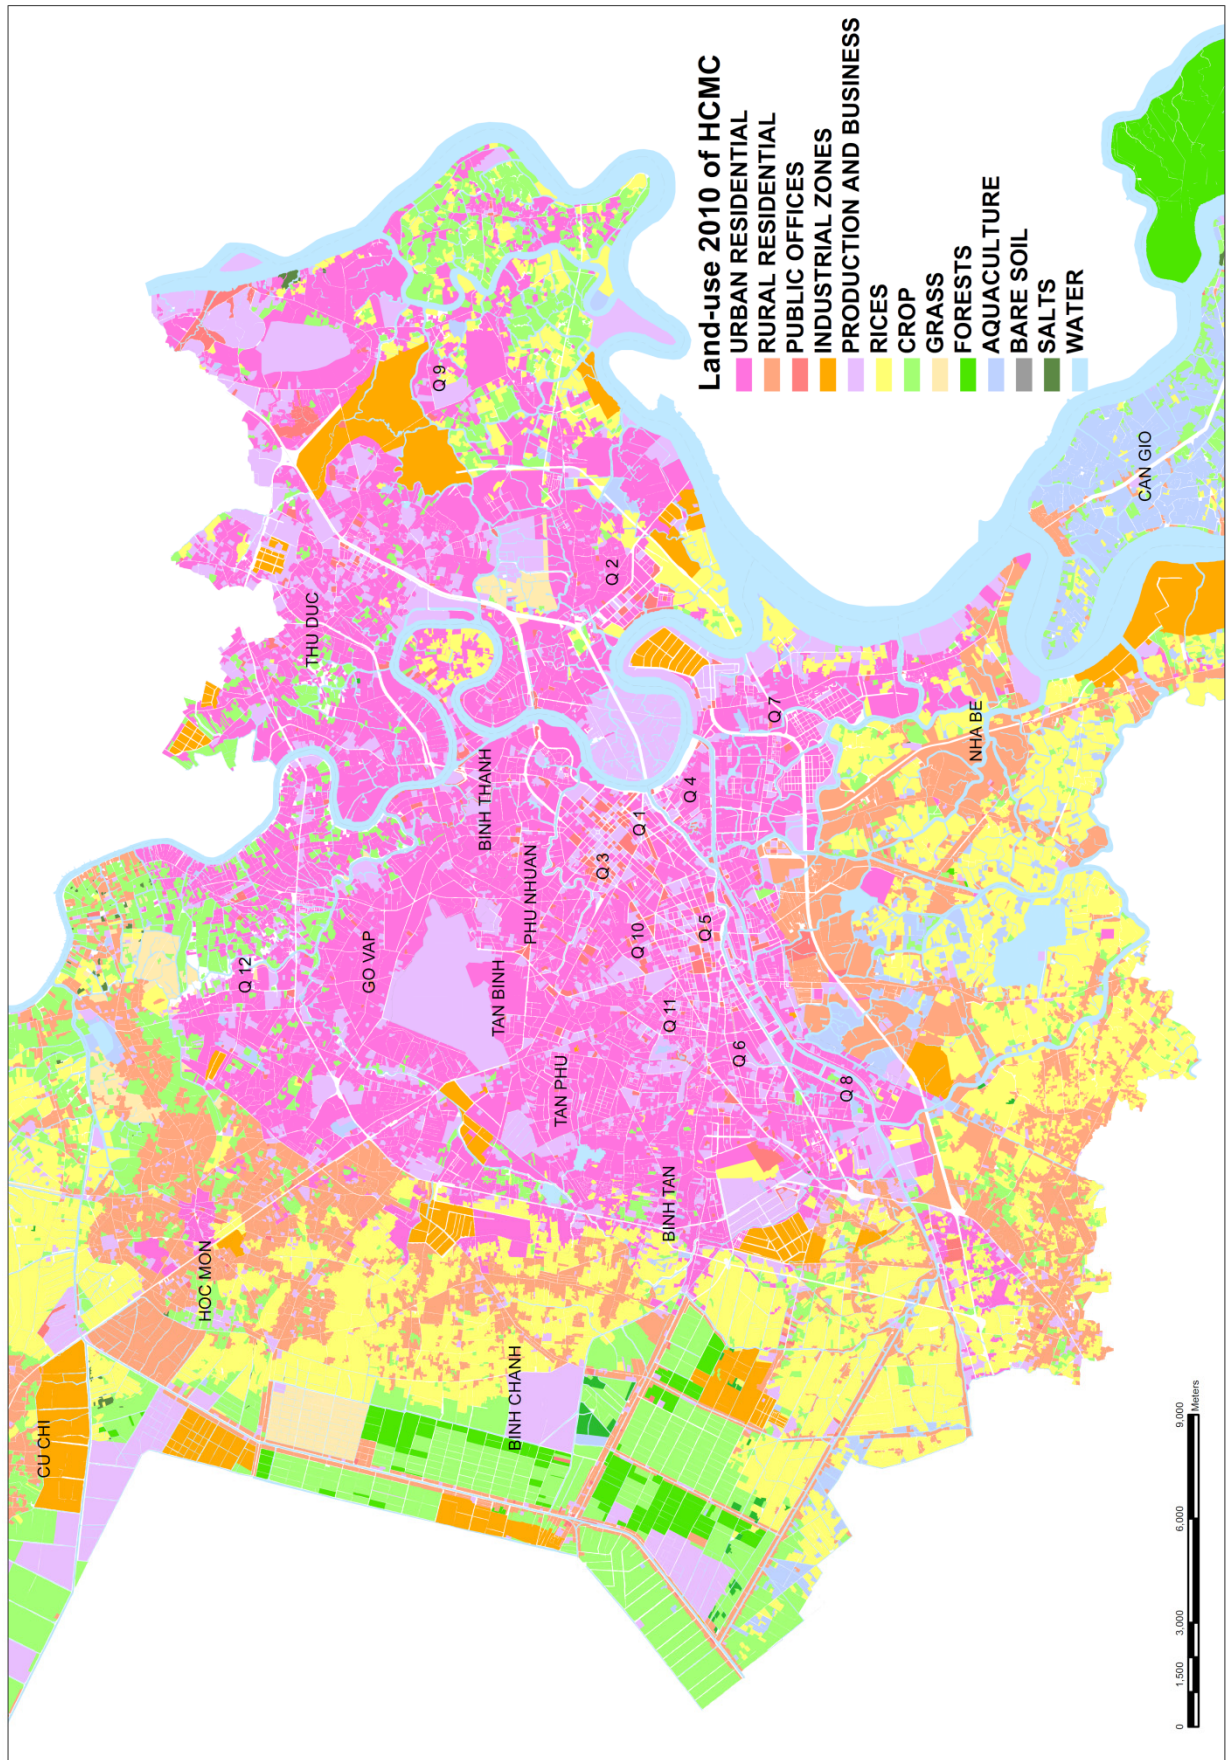 Land-use 2010 of HCMC
URBAN RESIDENTIAL
RURAL RESIDENTIAL
PUBLIC OFFICES
INDUSTRIAL ZONES
PRODUCTION AND BUSINESS
RICES
CROP
GRASS
FORESTS
AQUACULTURE
BARE SOIL
SALTS
WATER
CU CHI
HOC MON
Q 12
THU DUC
Q 9
GO VAP
BINH THANH
TAN BINH
PHU NHUAN
BINH CHANH
TAN PHU
Q 3
Q 2
Q 10
Q 1
BINH TAN
Q 11
Q 5
Q 4
Q 6
Q 7
Q 8
NHA BE
CAN GIO
0 1,500 3,000 6,000 9,000
Meters